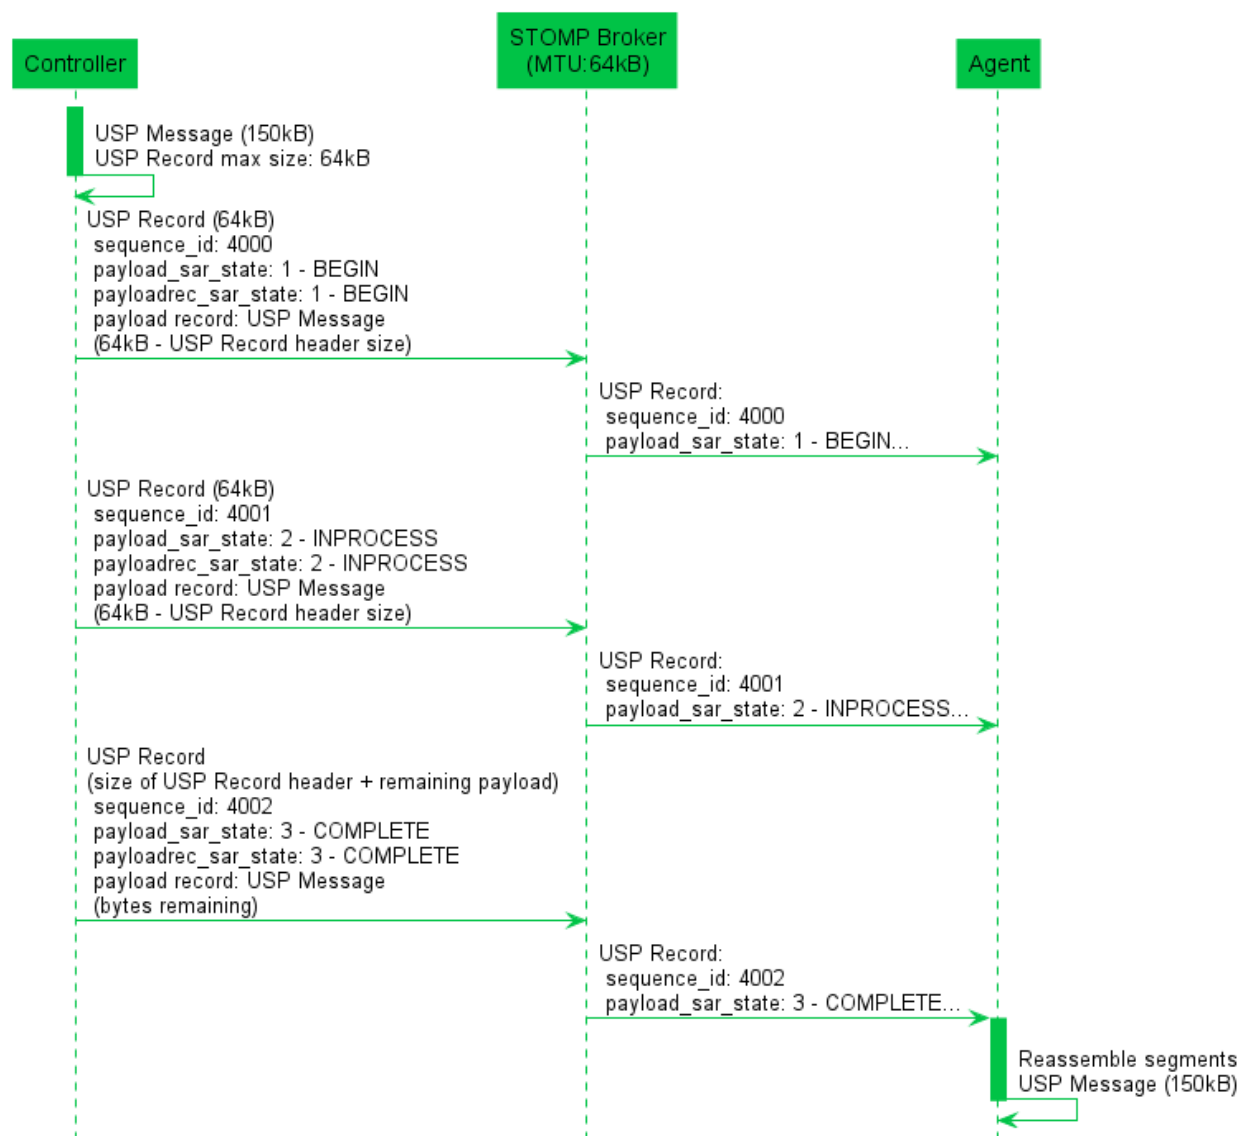 Controller
STOMP Broker
(MTU:64kB)
Agent
USP Message (150kB)
USP Record max size: 64kB
USP Record (64kB)
sequence_id: 4000
payload_sar_state: 1 - BEGIN
payloadrec_sar_state: 1 - BEGIN
payload record: USP Message
(64kB - USP Record header size)
USP Record:
sequence_id: 4000
payload_sar_state: 1 - BEGIN...
USP Record (64kB)
sequence_id: 4001
payload_sar_state: 2 - INPROCESS
payloadrec_sar_state: 2 - INPROCESS
payload record: USP Message
(64kB - USP Record header size)
USP Record:
sequence_id: 4001
payload_sar_state: 2 - INPROCESS...
USP Record
(size of USP Record header + remaining payload)
sequence_id: 4002
payload_sar_state: 3 - COMPLETE
payloadrec_sar_state: 3 - COMPLETE
payload record: USP Message
(bytes remaining)
USP Record:
sequence_id: 4002
payload_sar_state: 3 - COMPLETE...
Reassemble segments
USP Message (150kB)